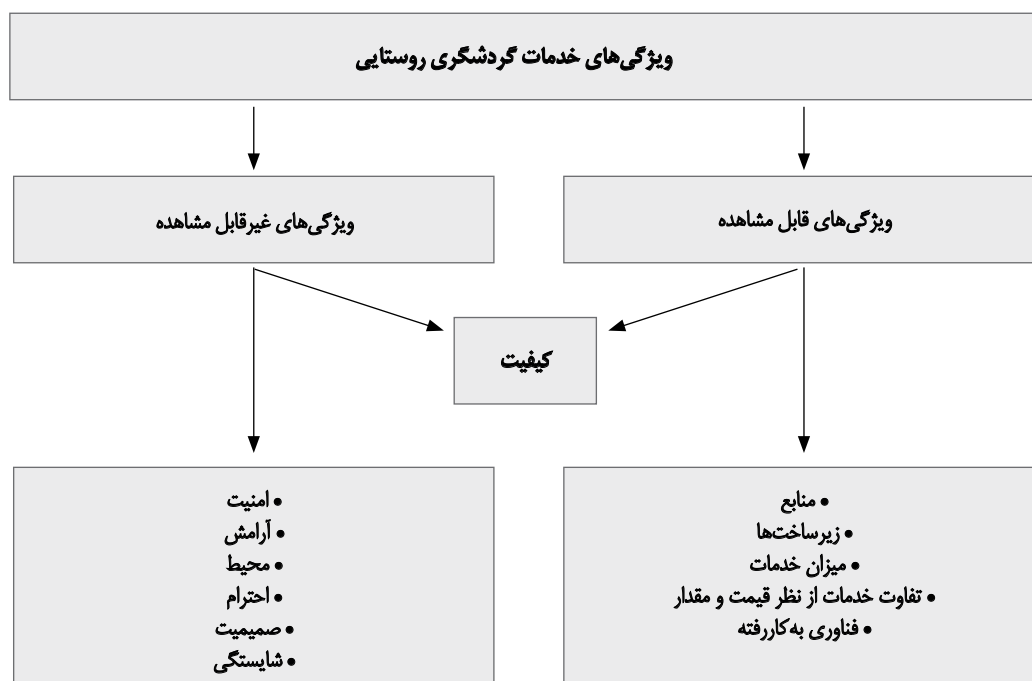 ویژگی‌های خدمات گردشگری روستایی
ویژگی‌های قابل مشاهده
ویژگی‌های غیرقابل مشاهده
کیفیت
• منابع
• زیرساخت‌ها
• میزان خدمات
• تفاوت خدمات از نظر قیمت و مقدار
• فناوری به‌کاررفته
• امنیت
• آرامش
• محیط
• احترام
• صمیمیت
• شایستگی